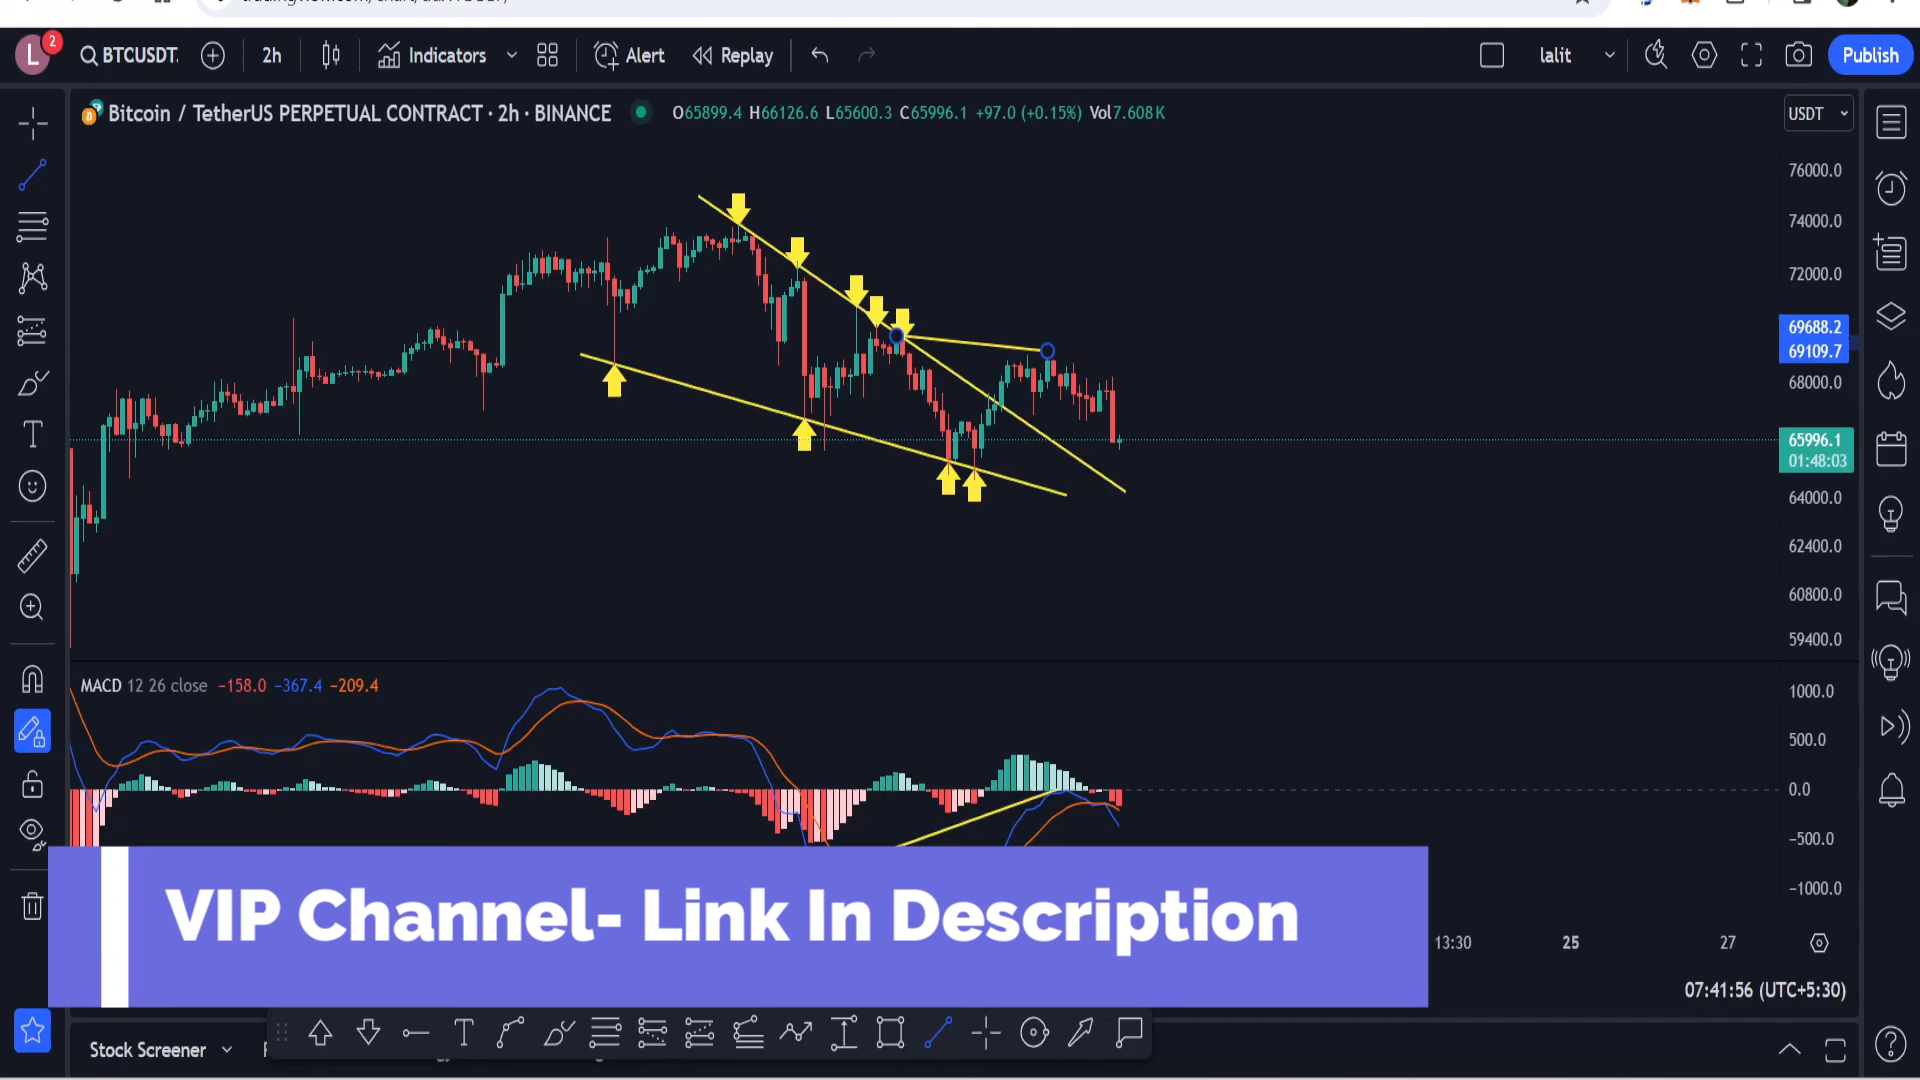 L 2 BTCUSDT. 2h Indicators Alert Replay lalit Publish
Bitcoin / TetherUS PERPETUAL CONTRACT · 2h · BINANCE O65899.4 H66126.6 L65600.3 C65996.1 +97.0 (+0.15%) Vol7.608K USDT
76000.0
74000.0
72000.0
69688.2
69109.7
68000.0
65996.1
01:48:03
64000.0
62400.0
60800.0
59400.0
MACD 12 26 close −158.0 −367.4 −209.4
1000.0
500.0
0.0
−500.0
−1000.0
VIP Channel- Link In Description
13:30 25 27
07:41:56 (UTC+5:30)
Stock Screener